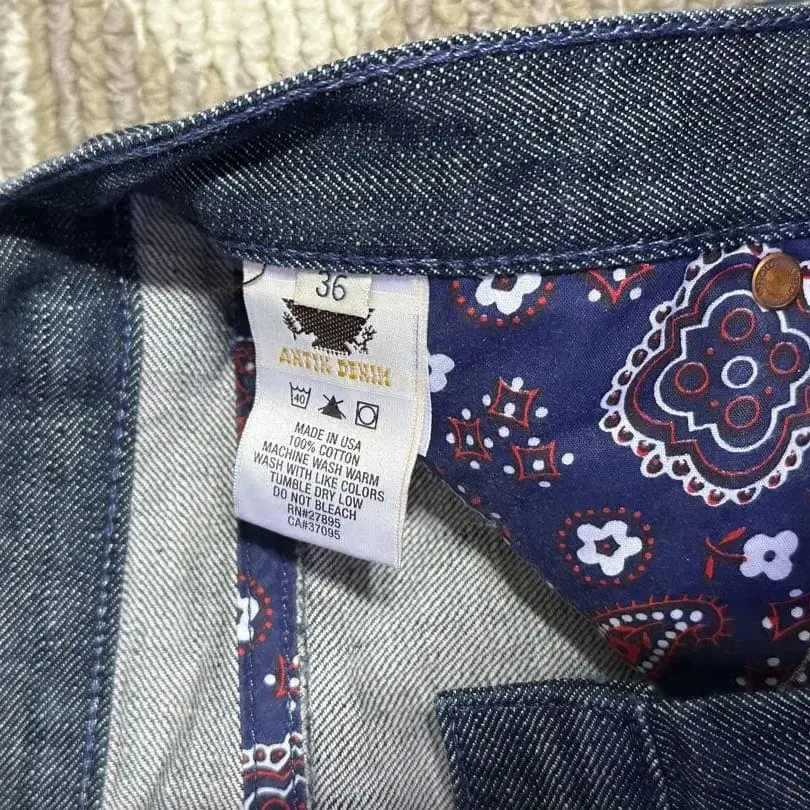 36
ANTIK DENIM
40
MADE IN USA
100% COTTON
MACHINE WASH WARM
WASH WITH LIKE COLORS
TUMBLE DRY LOW
DO NOT BLEACH
RN#27895
CA#37095